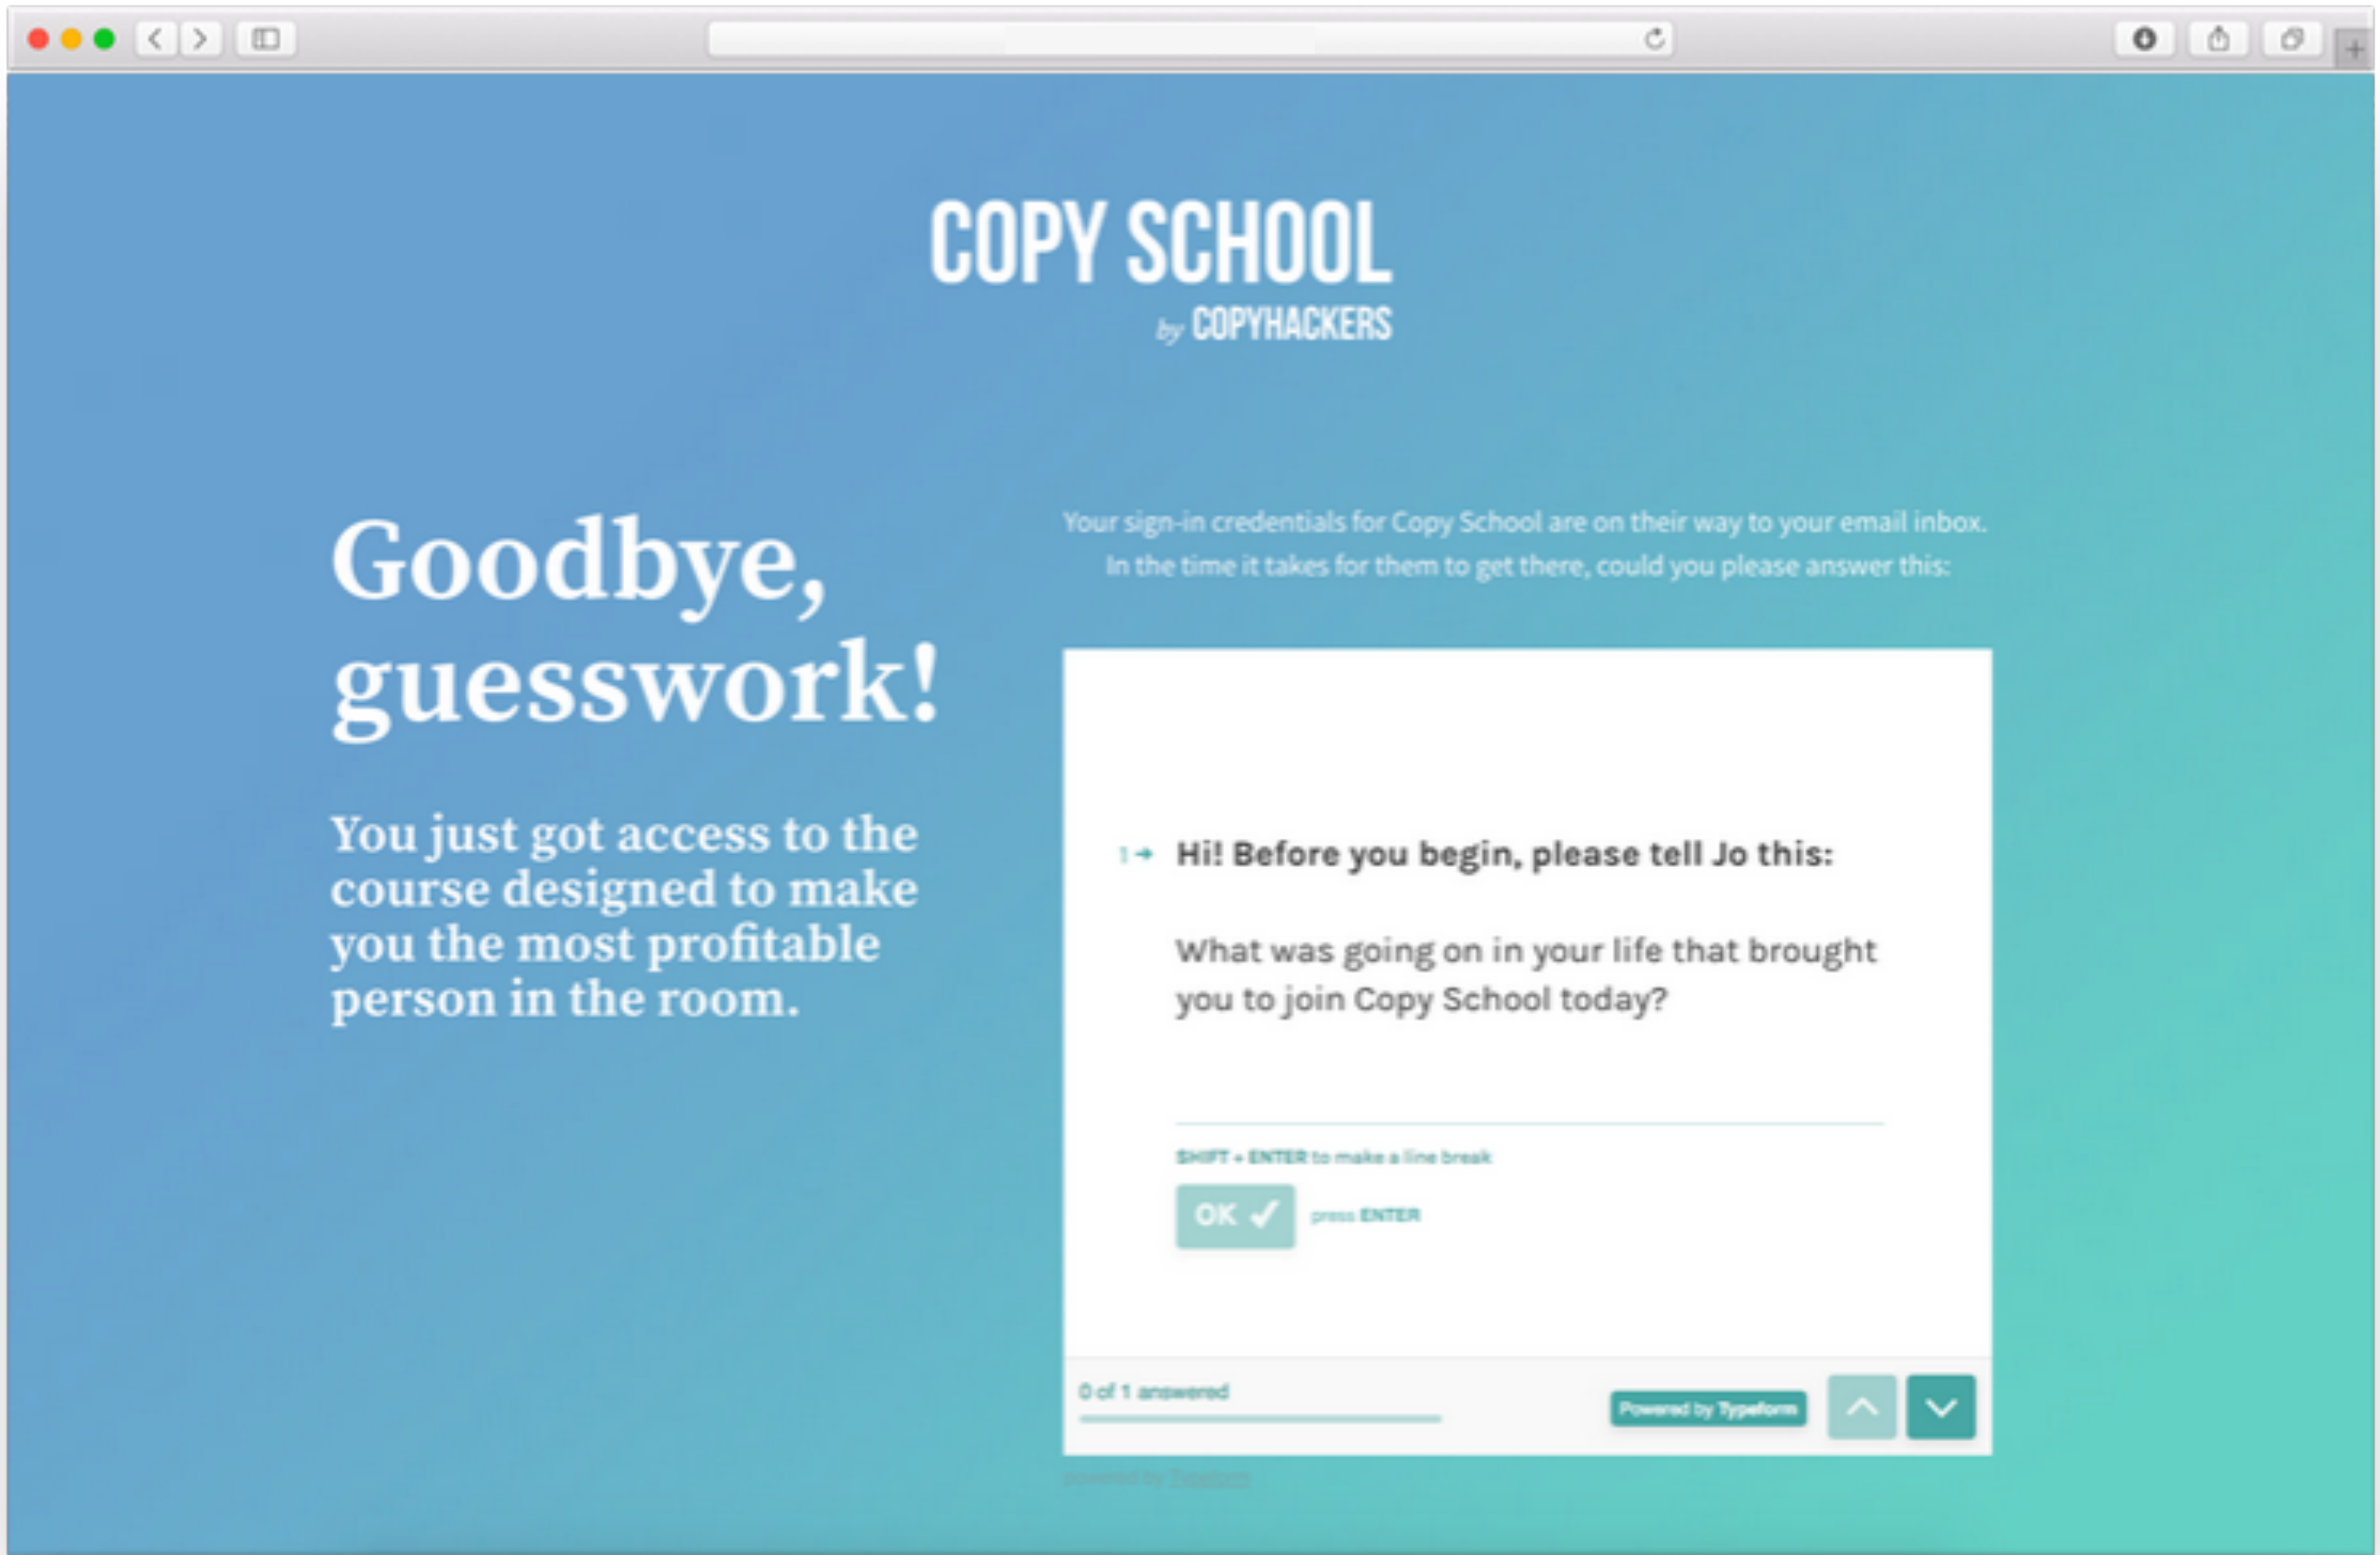 COPY SCHOOL
by COPYHACKERS
Goodbye,
guesswork!
You just got access to the
course designed to make
you the most profitable
person in the room.
Your sign-in credentials for Copy School are on their way to your email inbox.
In the time it takes for them to get there, could you please answer this:
1 → Hi! Before you begin, please tell Jo this:
What was going on in your life that brought
you to join Copy School today?
SHIFT + ENTER to make a line break
OK ✓ press ENTER
0 of 1 answered
Powered by Typeform
powered by Typeform